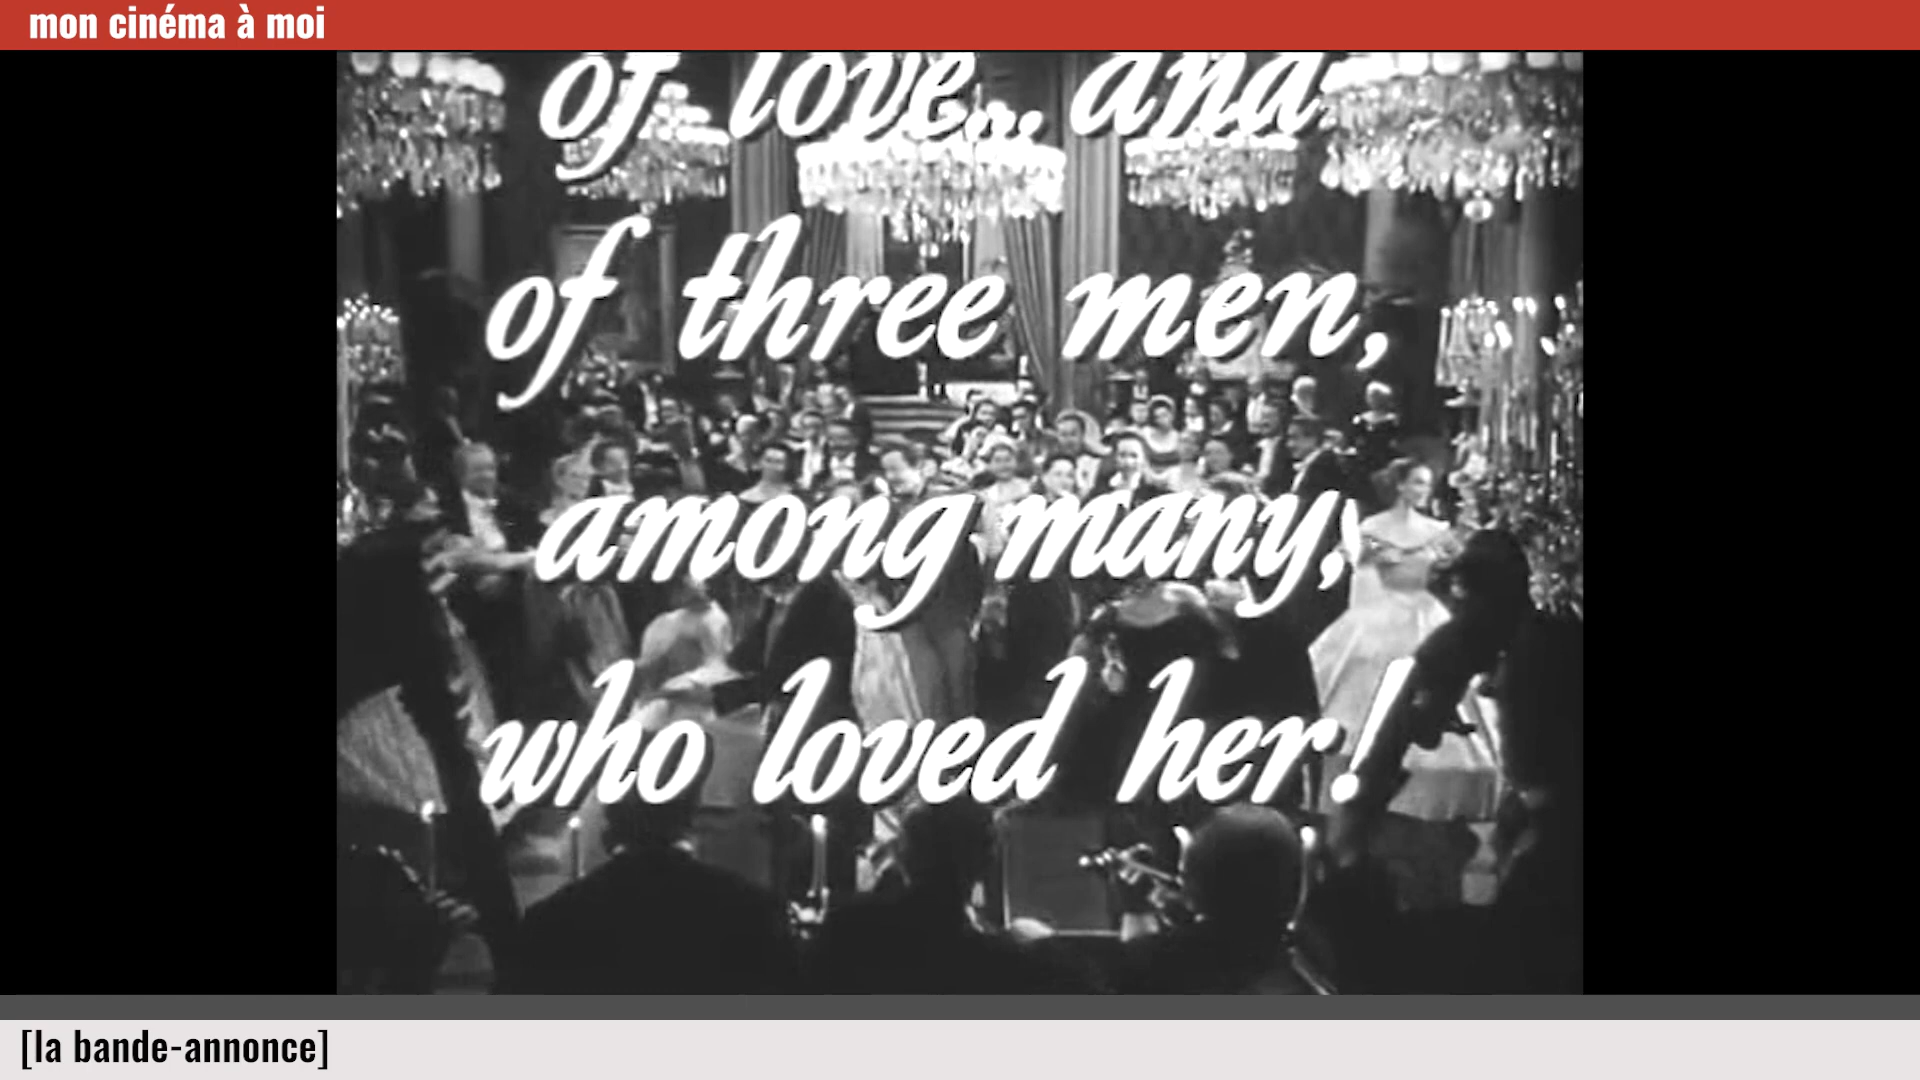 mon cinéma à moi
of love... and
of three men,
among many,
who loved her!
[la bande-annonce]